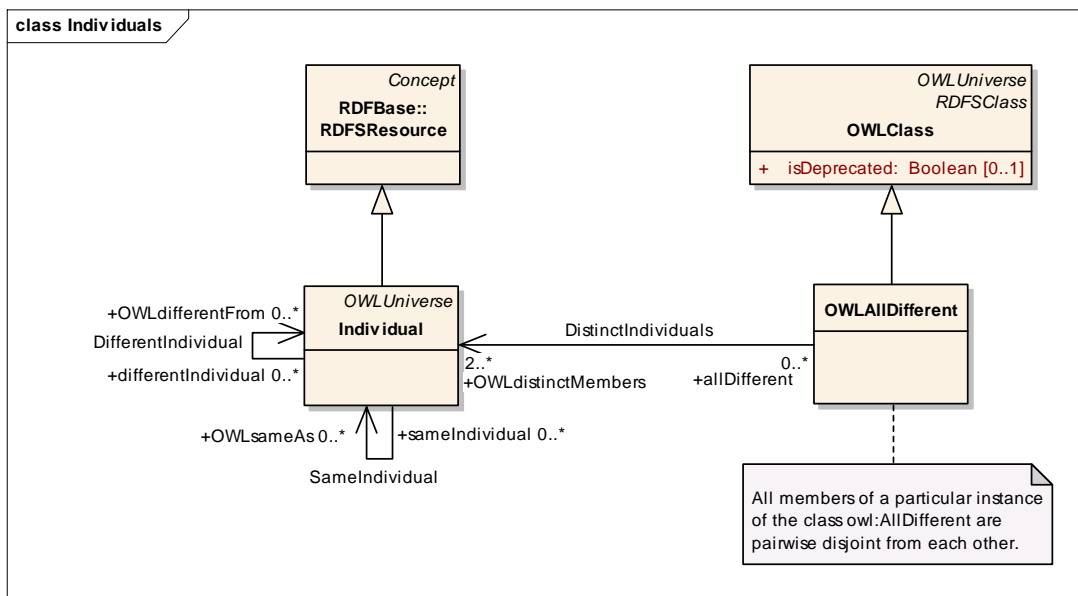 class Individuals
Concept
RDFBase::
RDFSResource
OWLUniverse
RDFSClass
OWLClass
+ isDeprecated: Boolean [0..1]
OWLUniverse
Individual
OWLAllDifferent
+OWLdifferentFrom 0..*
DifferentIndividual
+differentIndividual 0..*
DistinctIndividuals
2..*
+OWLdistinctMembers
0..*
+allDifferent
+OWLsameAs 0..*
+sameIndividual 0..*
SameIndividual
All members of a particular instance
of the class owl:AllDifferent are
pairwise disjoint from each other.